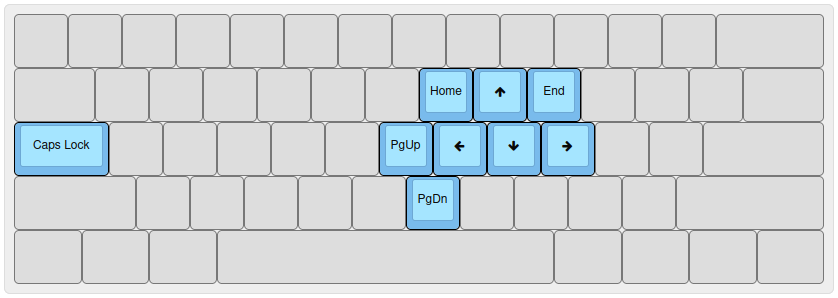 Home ↑ End
Caps Lock PgUp ← ↓ →
PgDn